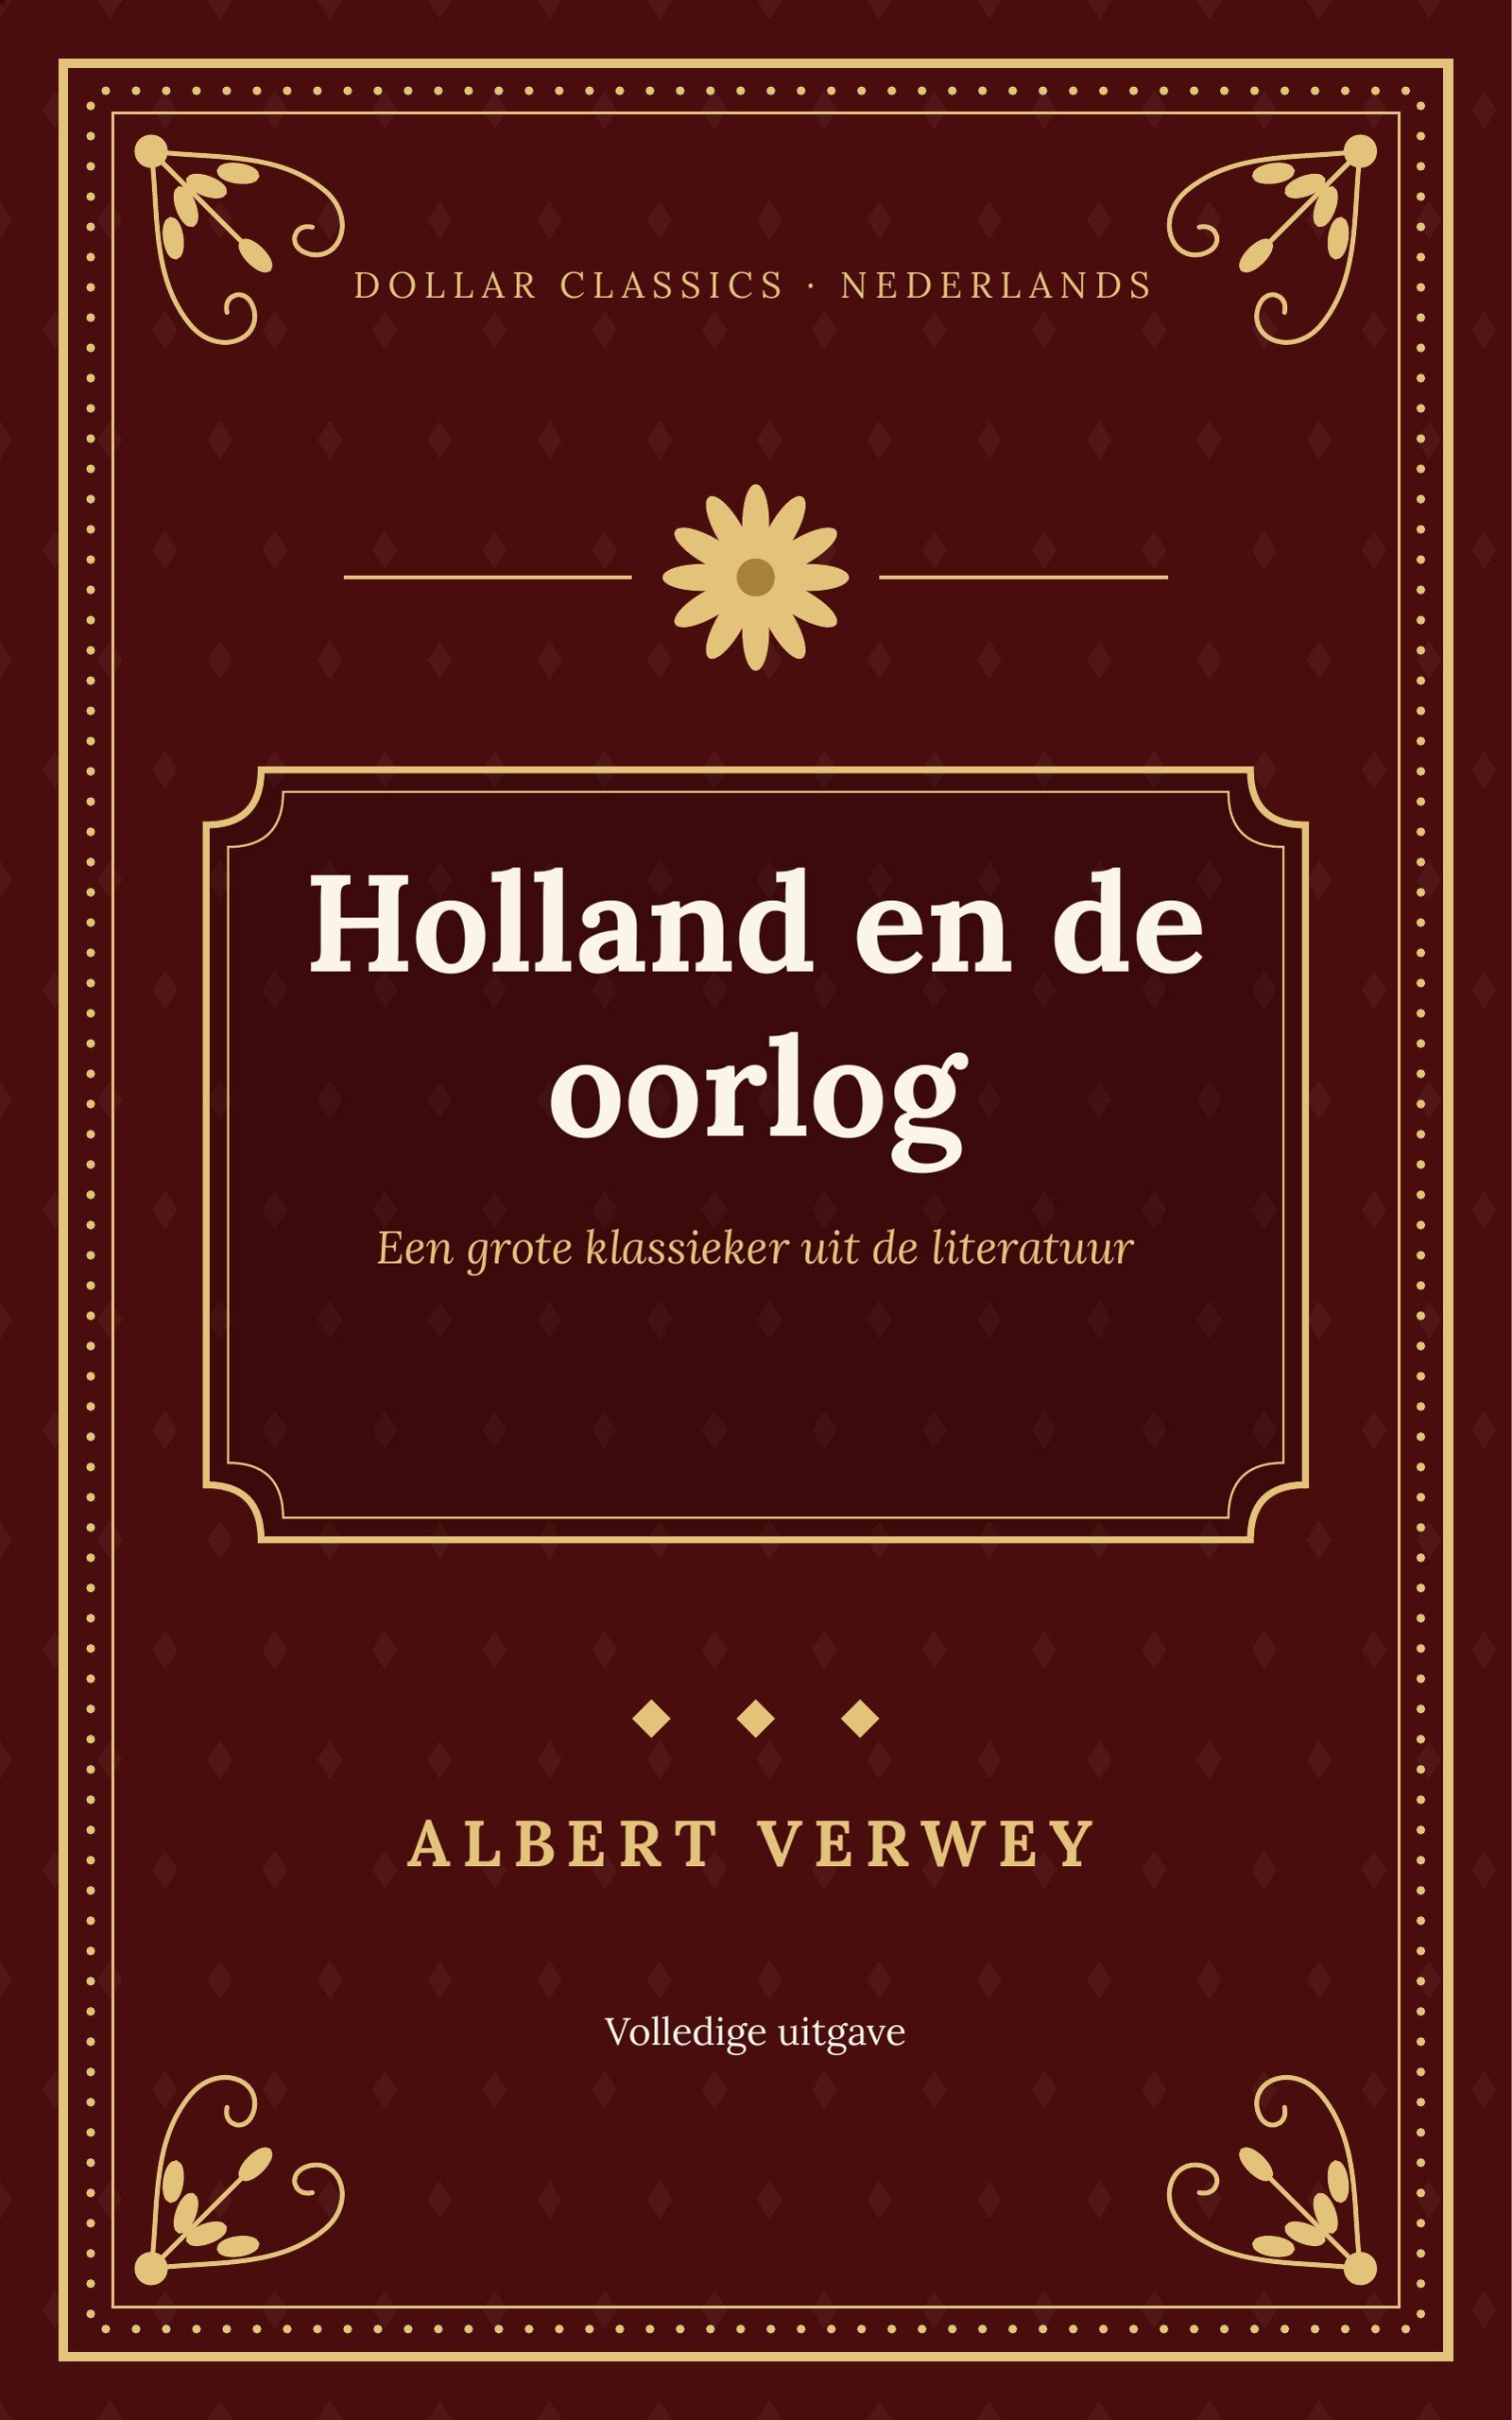 DOLLAR CLASSICS · NEDERLANDS
Holland en de
oorlog
Een grote klassieker uit de literatuur
ALBERT VERWEY
Volledige uitgave